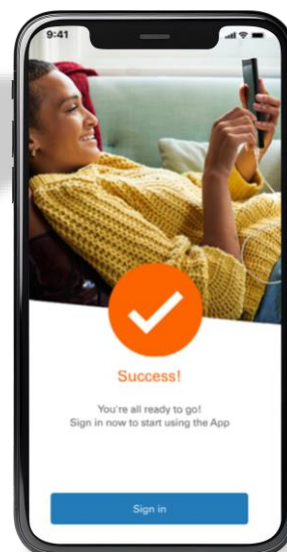 9:41
Success!
You're all ready to go!
Sign in now to start using the App
Sign in